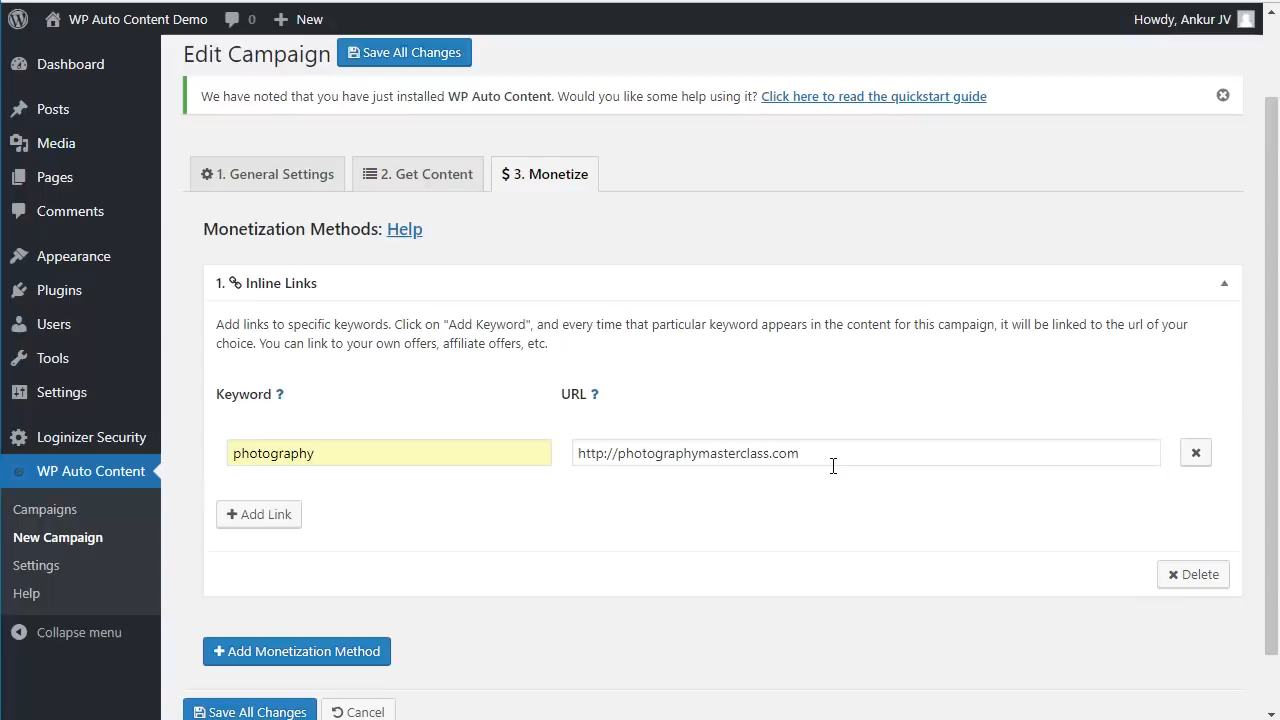 WP Auto Content Demo 0 New Howdy, Ankur JV
Dashboard
Posts
Media
Pages
Comments
Appearance
Plugins
Users
Tools
Settings
Loginizer Security
WP Auto Content
Campaigns
New Campaign
Settings
Help
Collapse menu
Edit Campaign Save All Changes
We have noted that you have just installed WP Auto Content. Would you like some help using it? Click here to read the quickstart guide
1. General Settings 2. Get Content $ 3. Monetize
Monetization Methods: Help
1. Inline Links
Add links to specific keywords. Click on "Add Keyword", and every time that particular keyword appears in the content for this campaign, it will be linked to the url of your
choice. You can link to your own offers, affiliate offers, etc.
Keyword ? URL ?
photography http://photographymasterclass.com
Add Link
Delete
Add Monetization Method
Save All Changes Cancel